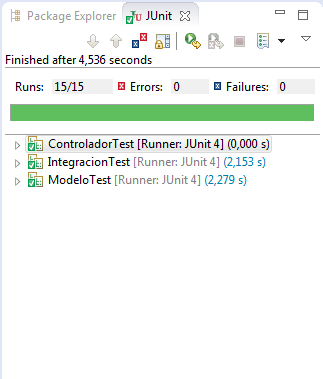 Package Explorer JUnit
Finished after 4,536 seconds
Runs: 15/15 Errors: 0 Failures: 0
ControladorTest [Runner: JUnit 4] (0,000 s)
IntegracionTest [Runner: JUnit 4] (2,153 s)
ModeloTest [Runner: JUnit 4] (2,279 s)